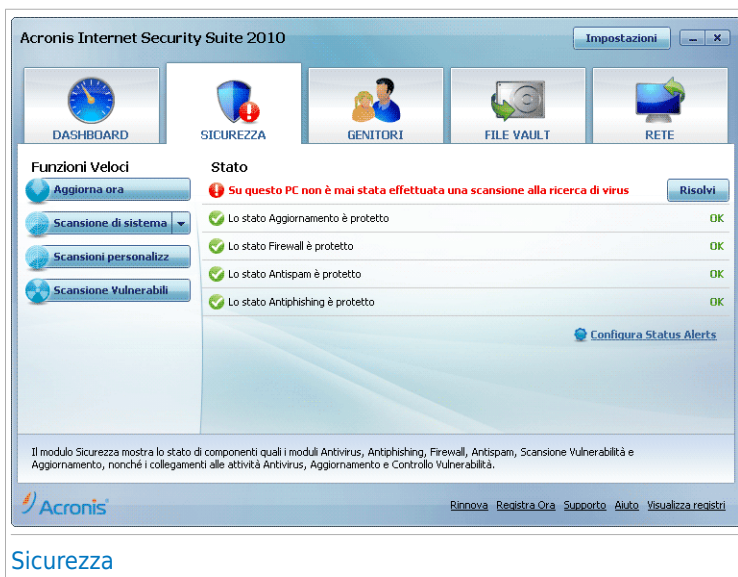 Acronis Internet Security Suite 2010
Impostazioni
DASHBOARD
SICUREZZA
GENITORI
FILE VAULT
RETE
Funzioni Veloci
Aggiorna ora
Scansione di sistema
Scansioni personalizz
Scansione Vulnerabili
Stato
Su questo PC non è mai stata effettuata una scansione alla ricerca di virus
Risolvi
Lo stato Aggiornamento è protetto
OK
Lo stato Firewall è protetto
OK
Lo stato Antispam è protetto
OK
Lo stato Antiphishing è protetto
OK
Configura Status Alerts
Il modulo Sicurezza mostra lo stato di componenti quali i moduli Antivirus, Antiphishing, Firewall, Antispam, Scansione Vulnerabilità e
Aggiornamento, nonché i collegamenti alle attività Antivirus, Aggiornamento e Controllo Vulnerabilità.
Acronis
Rinnova Registra Ora Supporto Aiuto Visualizza registri
Sicurezza